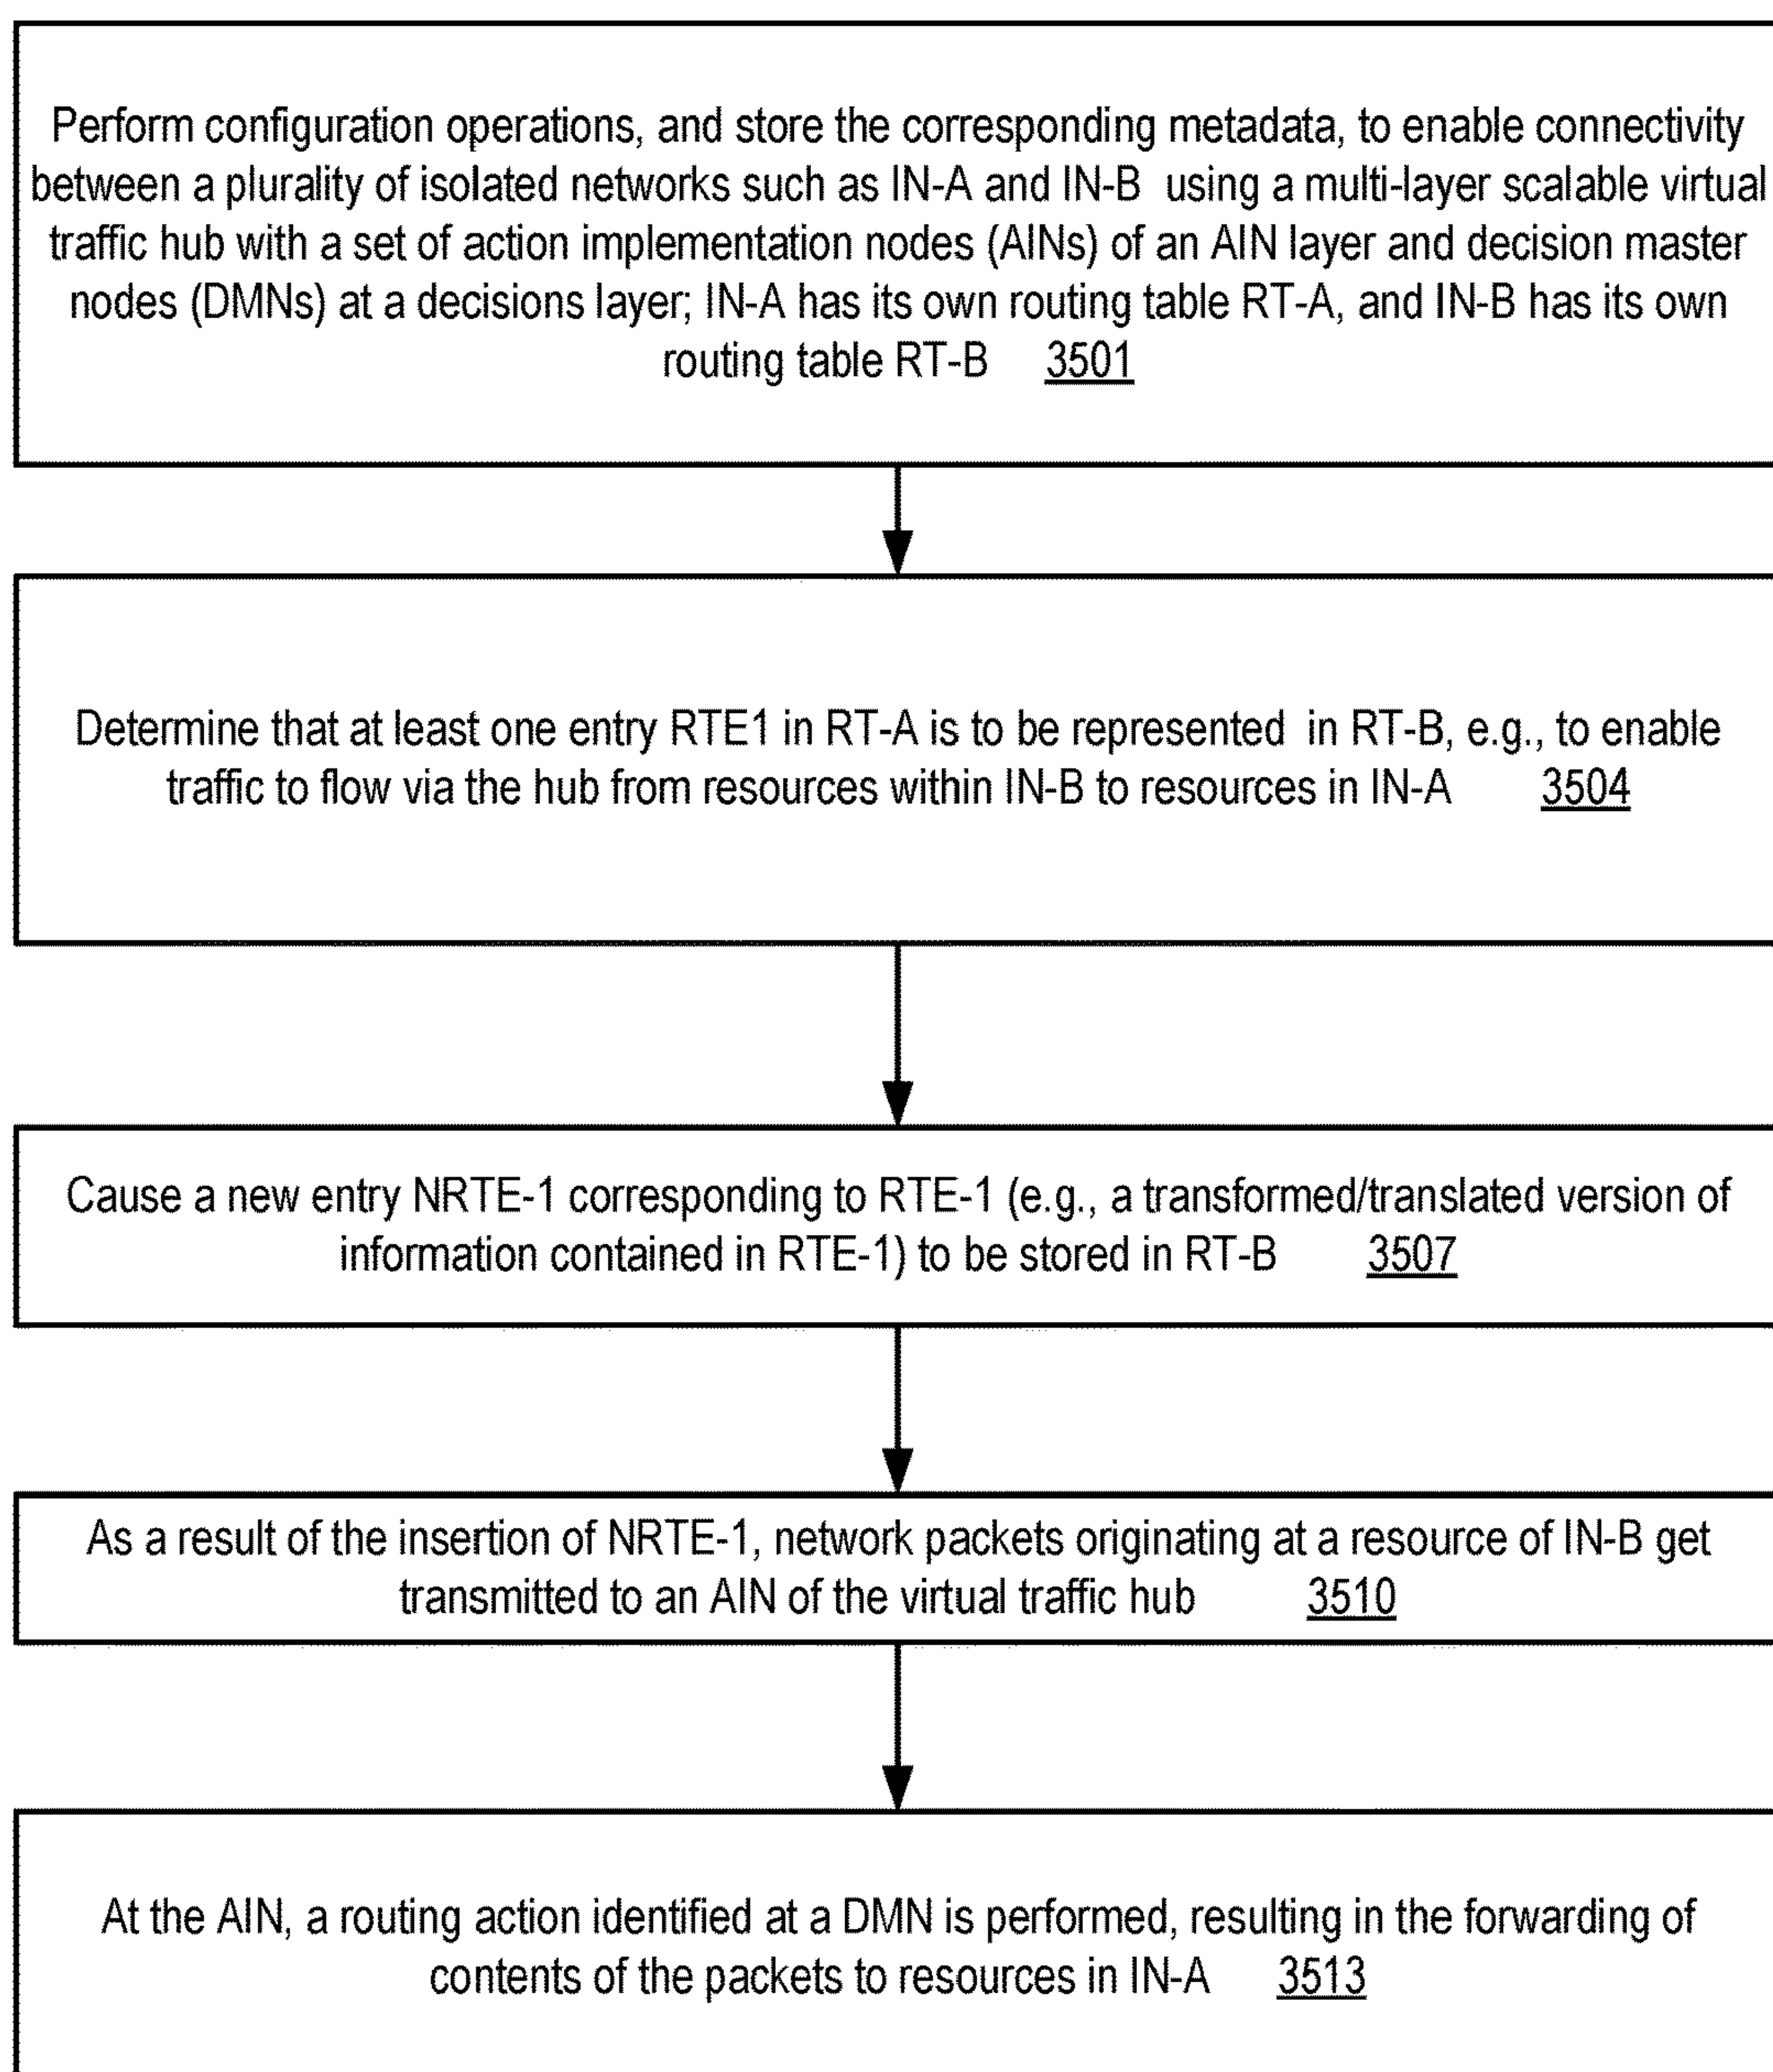 Perform configuration operations, and store the corresponding metadata, to enable connectivity
between a plurality of isolated networks such as IN-A and IN-B using a multi-layer scalable virtual
traffic hub with a set of action implementation nodes (AINs) of an AIN layer and decision master
nodes (DMNs) at a decisions layer; IN-A has its own routing table RT-A, and IN-B has its own
routing table RT-B 3501
Determine that at least one entry RTE1 in RT-A is to be represented in RT-B, e.g., to enable
traffic to flow via the hub from resources within IN-B to resources in IN-A 3504
Cause a new entry NRTE-1 corresponding to RTE-1 (e.g., a transformed/translated version of
information contained in RTE-1) to be stored in RT-B 3507
As a result of the insertion of NRTE-1, network packets originating at a resource of IN-B get
transmitted to an AIN of the virtual traffic hub 3510
At the AIN, a routing action identified at a DMN is performed, resulting in the forwarding of
contents of the packets to resources in IN-A 3513